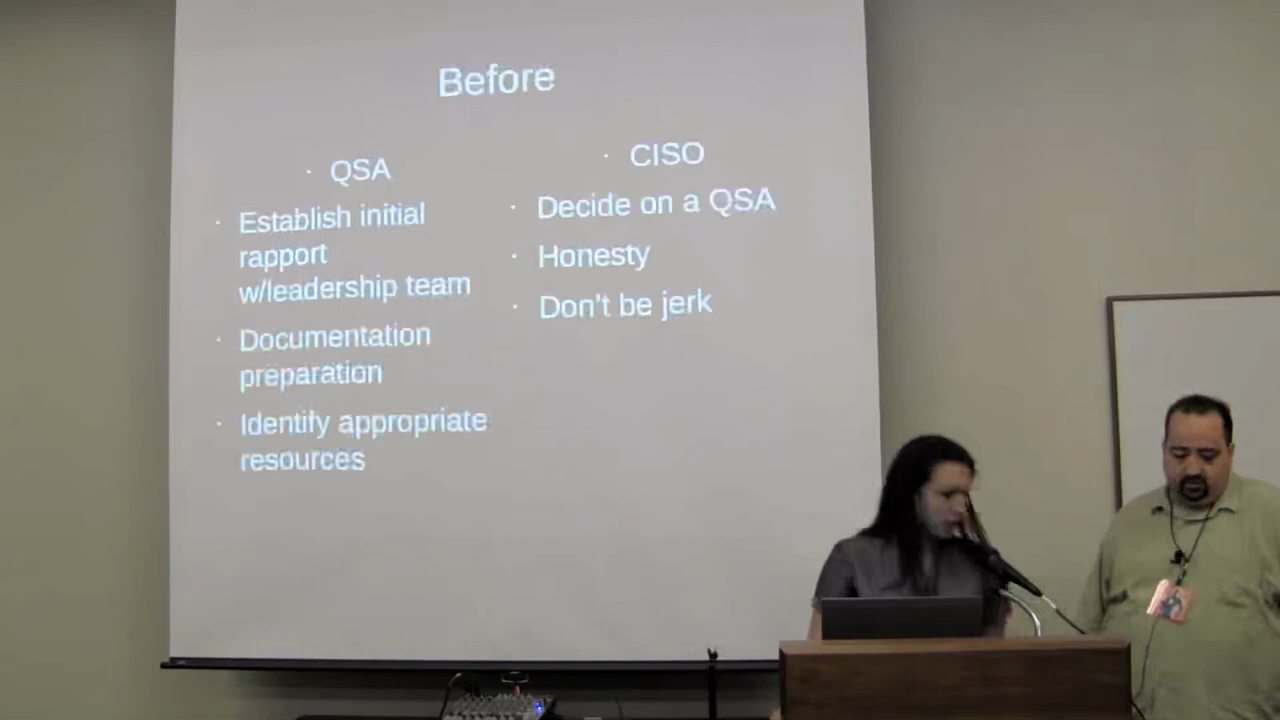 Before
· QSA
· Establish initial
rapport
w/leadership team
· Documentation
preparation
· Identify appropriate
resources
· CISO
· Decide on a QSA
· Honesty
· Don't be jerk